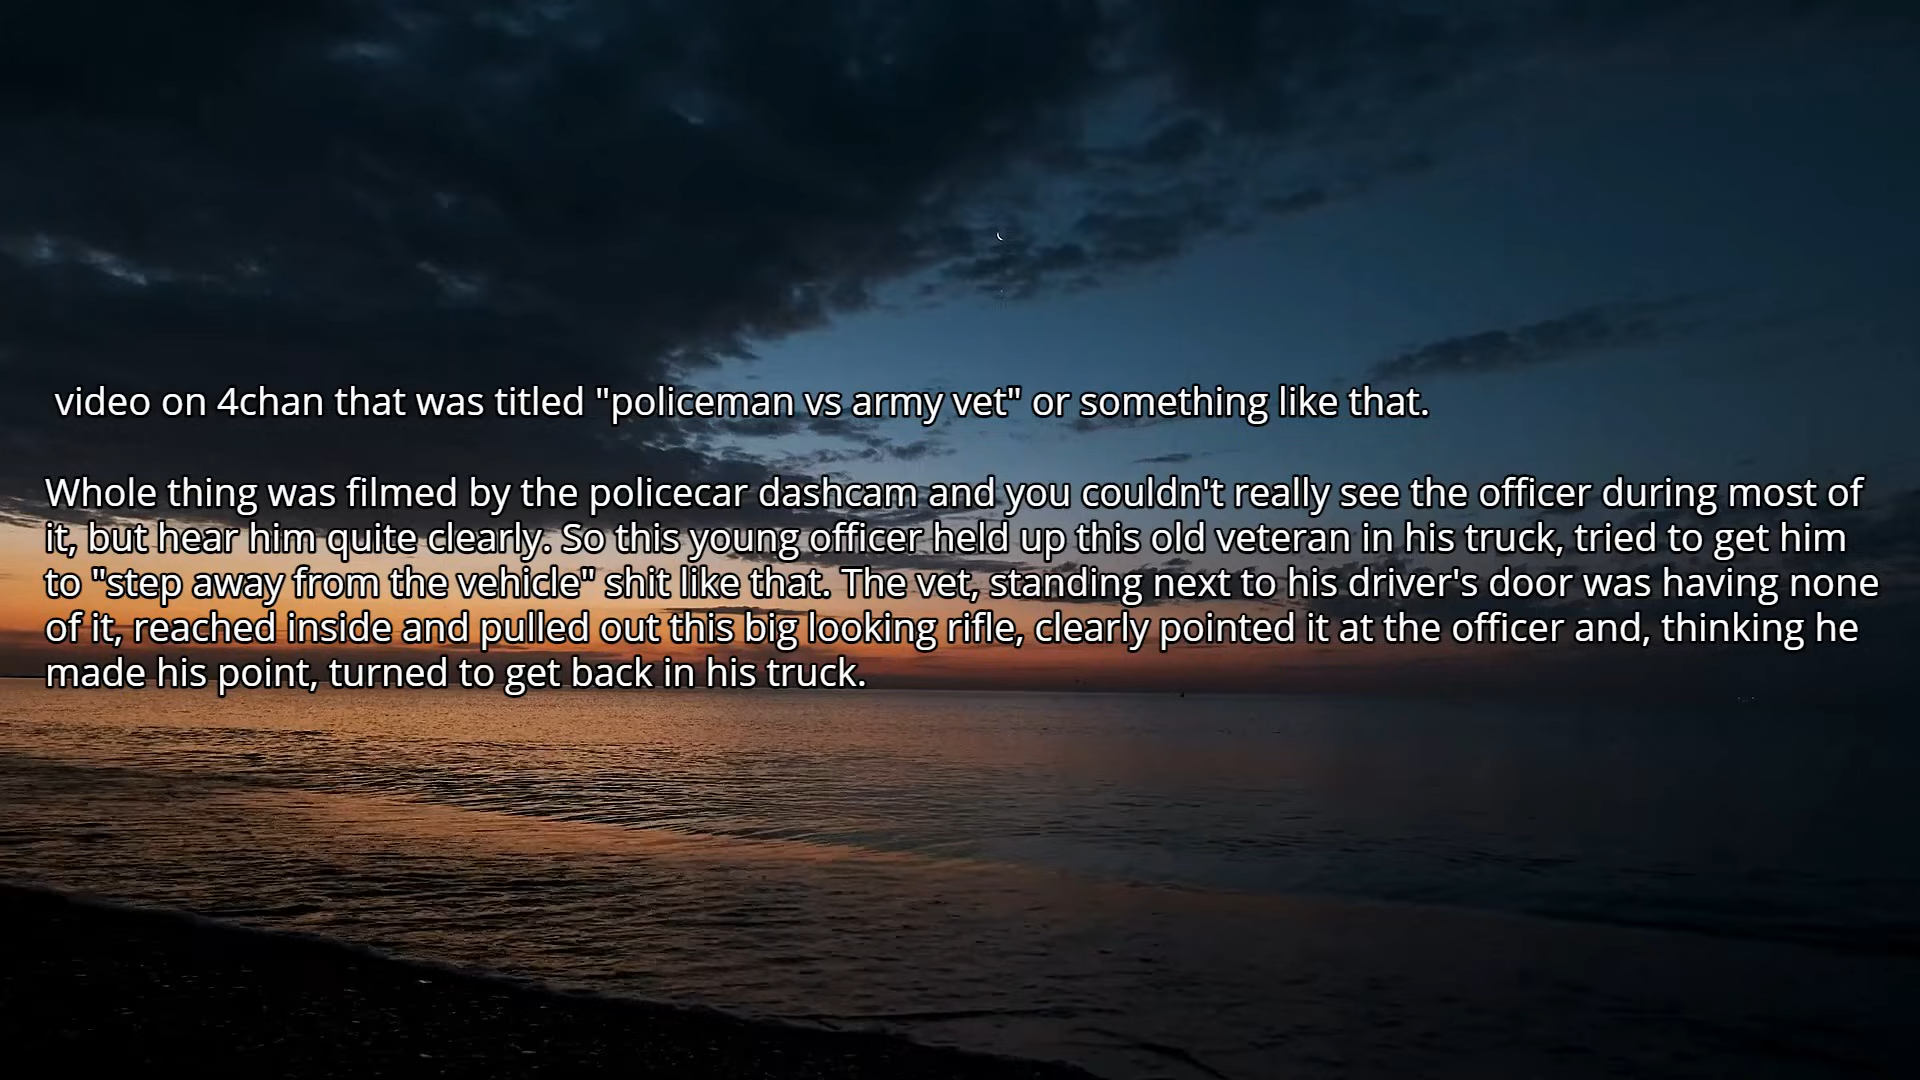 video on 4chan that was titled "policeman vs army vet" or something like that.
Whole thing was filmed by the policecar dashcam and you couldn't really see the officer during most of
it, but hear him quite clearly. So this young officer held up this old veteran in his truck, tried to get him
to "step away from the vehicle" shit like that. The vet, standing next to his driver's door was having none
of it, reached inside and pulled out this big looking rifle, clearly pointed it at the officer and, thinking he
made his point, turned to get back in his truck.